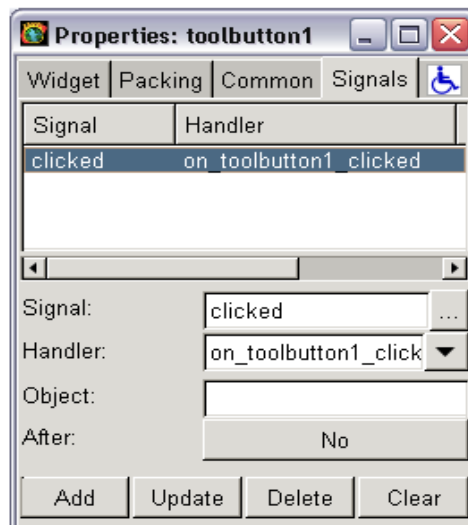 Properties: toolbutton1
Widget Packing Common Signals
Signal Handler
clicked on_toolbutton1_clicked
Signal: clicked ...
Handler: on_toolbutton1_click
Object:
After: No
Add Update Delete Clear